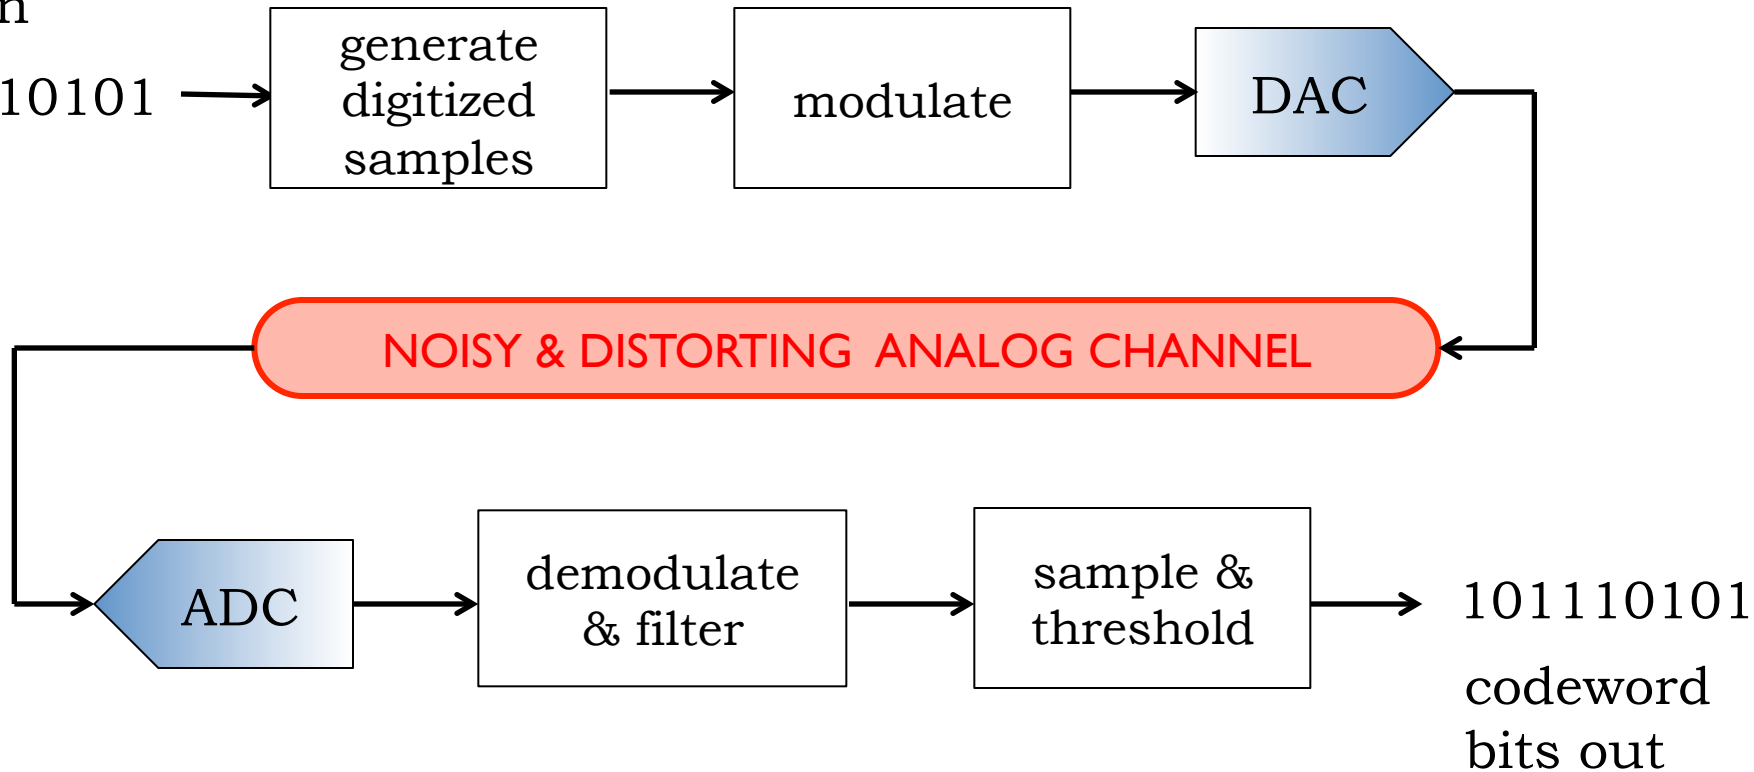 n
10101
generate
digitized
samples
modulate
DAC
NOISY & DISTORTING ANALOG CHANNEL
ADC
demodulate
& filter
sample &
threshold
101110101
codeword
bits out